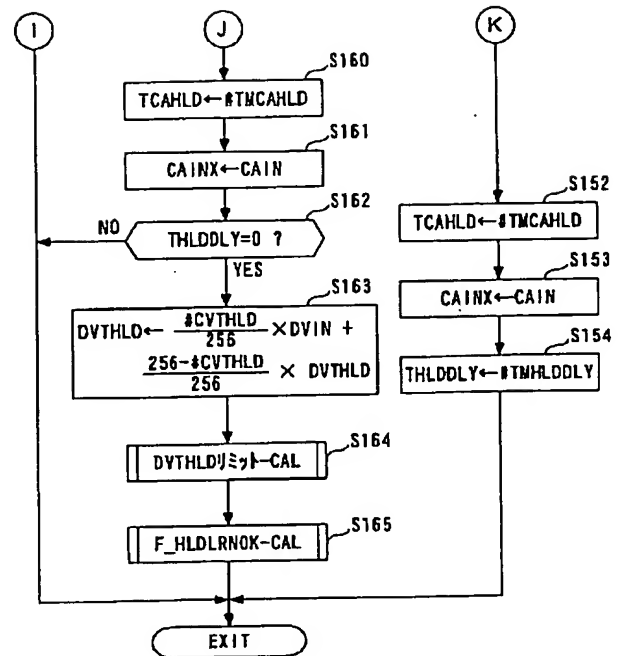 I
J
K
S160
TCAHLD←#TMCAHLD
S161
CAINX←CAIN
S162
NO
THLDDLY=0 ?
YES
S163
DVTHLD← #CVTHLD/256 ×DVIN +
256-#CVTHLD/256 × DVTHLD
S164
DVTHLDリミット-CAL
S165
F_HLDLRNOK-CAL
S152
TCAHLD←#TMCAHLD
S153
CAINX←CAIN
S154
THLDDLY←#TMHLDDLY
EXIT